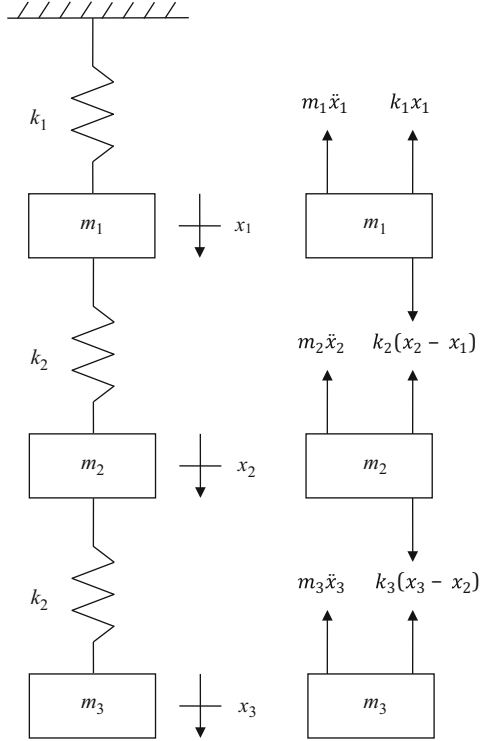 m₁ẍ₁ k₁x₁
k₁
m₁ x₁ m₁
m₂ẍ₂ k₂(x₂ − x₁)
k₂
m₂ x₂ m₂
m₃ẍ₃ k₃(x₃ − x₂)
k₂
m₃ x₃ m₃